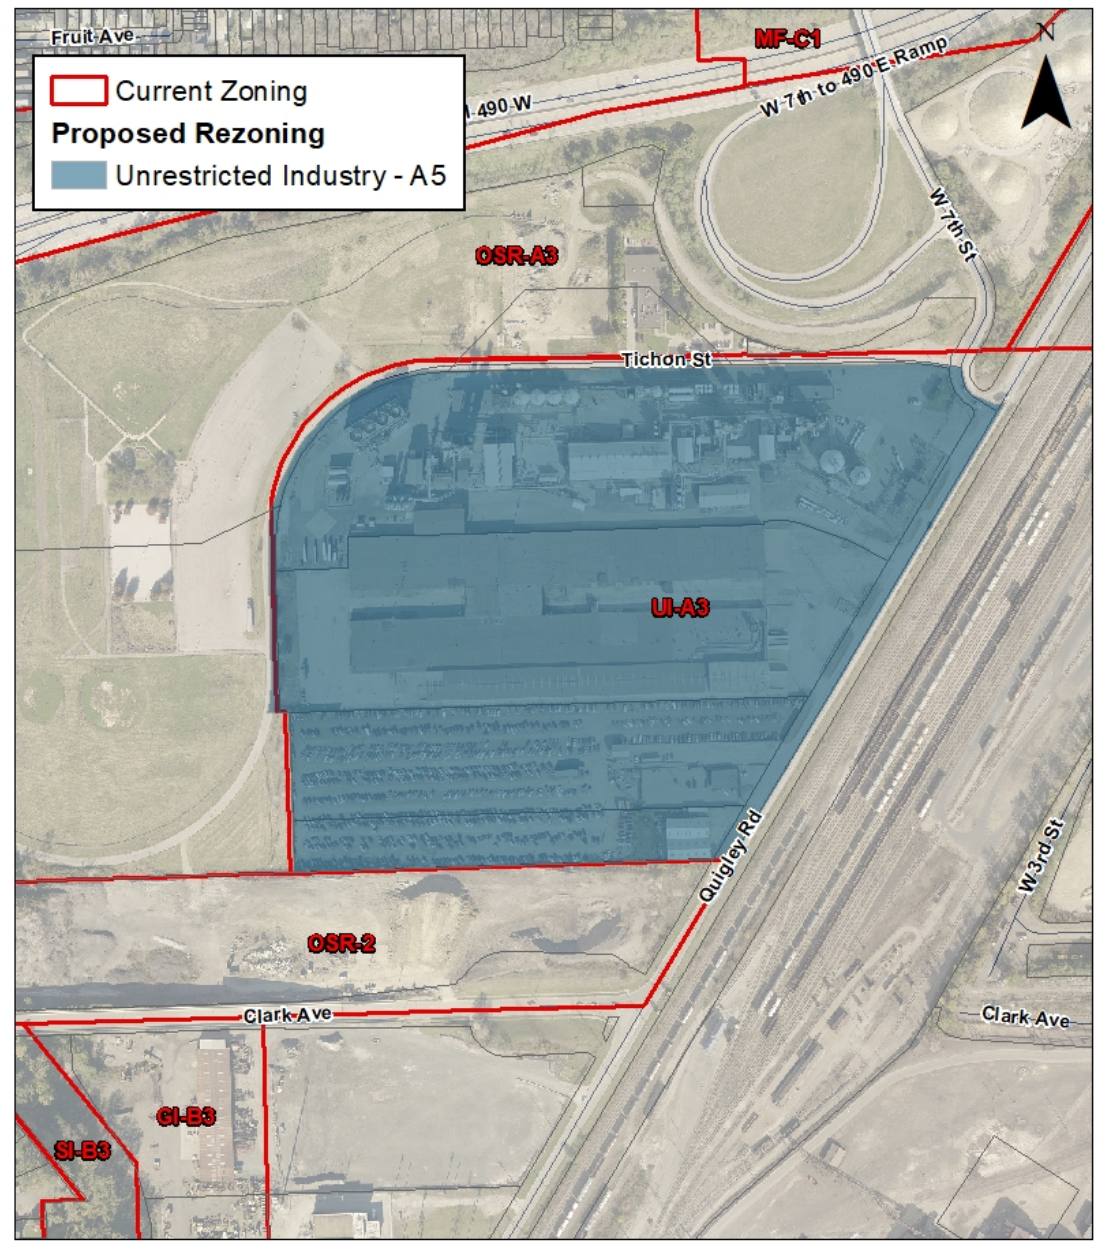 Fruit Ave
MF-C1
N
W 7th to 490 E Ramp
I 490 W
Current Zoning
Proposed Rezoning
Unrestricted Industry - A5
W 7th St
OSR-A3
Tichon St
UI-A3
Quigley Rd
W 3rd St
OSR-2
Clark Ave
Clark Ave
GI-B3
SI-B3